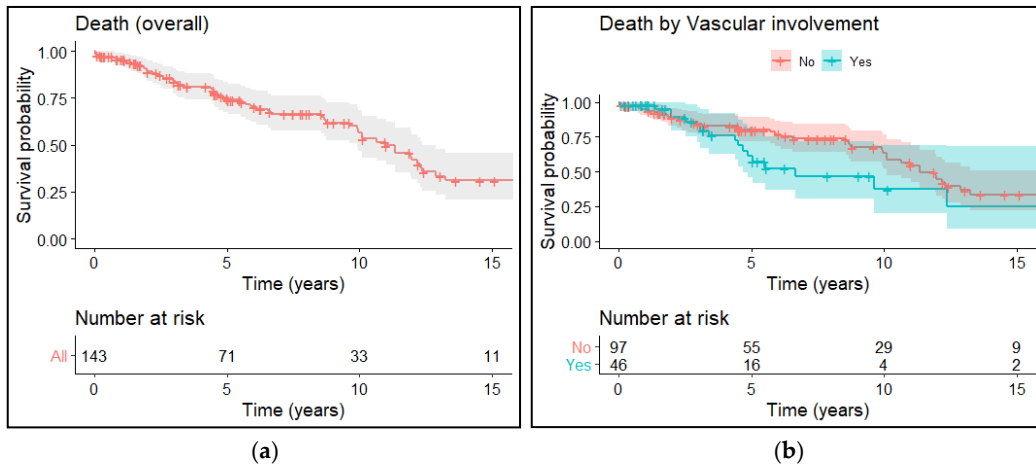 Death (overall)
Survival probability
1.00
0.75
0.50
0.25
0.00
0 5 10 15
Time (years)
Number at risk
All 143 71 33 11
0 5 10 15
Time (years)
(a)
Death by Vascular involvement
No Yes
Survival probability
1.00
0.75
0.50
0.25
0.00
0 5 10 15
Time (years)
Number at risk
No 97 55 29 9
Yes 46 16 4 2
0 5 10 15
Time (years)
(b)